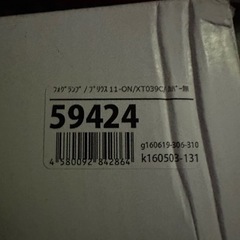 ﾌｫｸﾞﾗﾝﾌﾟ / ﾌﾟﾘｳｽ 11-ON/XT039C/ ｶﾊﾞｰ無
59424
g160619-306-310
4 580092 842864
k160503-131